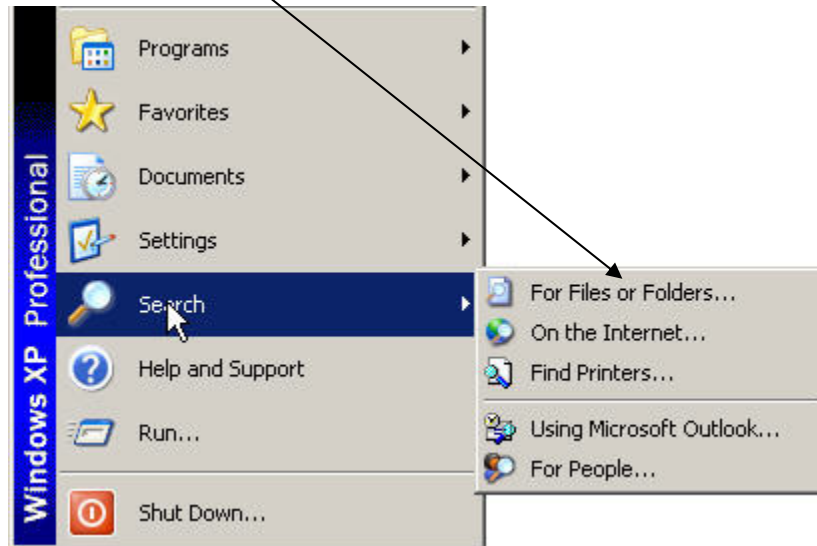 Windows XP Professional
Programs
Favorites
Documents
Settings
Search
Help and Support
Run...
Shut Down...
For Files or Folders...
On the Internet...
Find Printers...
Using Microsoft Outlook...
For People...